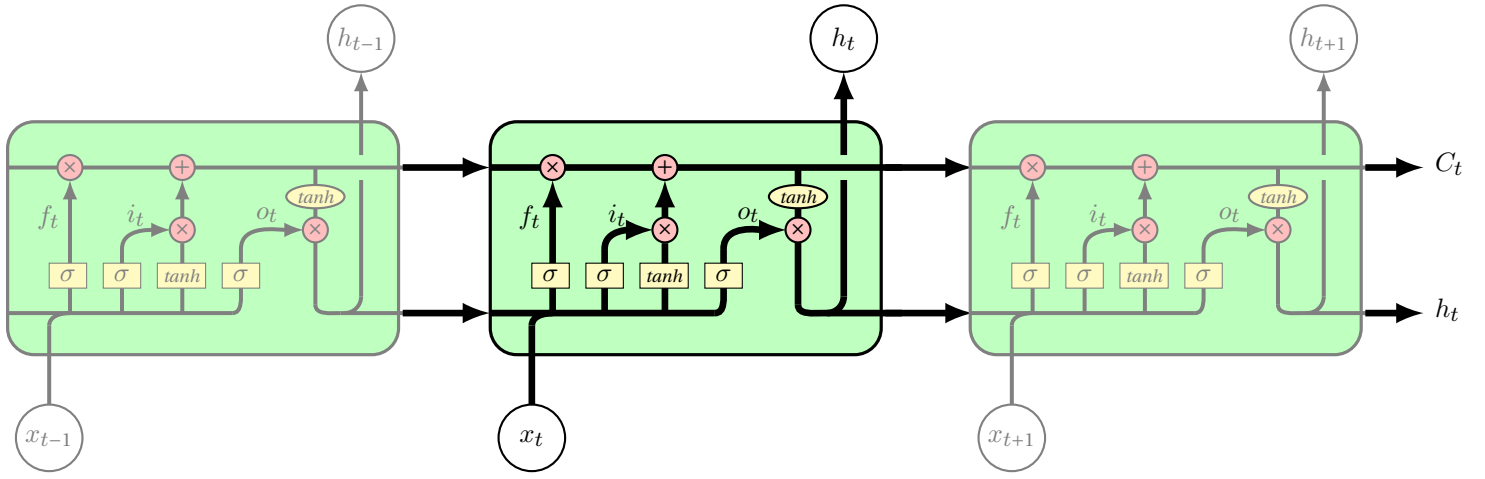 h_{t-1} h_t h_{t+1}
× + × + × + C_t
tanh tanh tanh
f_t i_t × o_t × f_t i_t × o_t × f_t i_t × o_t ×
σ σ tanh σ σ σ tanh σ σ σ tanh σ
h_t
x_{t-1} x_t x_{t+1}